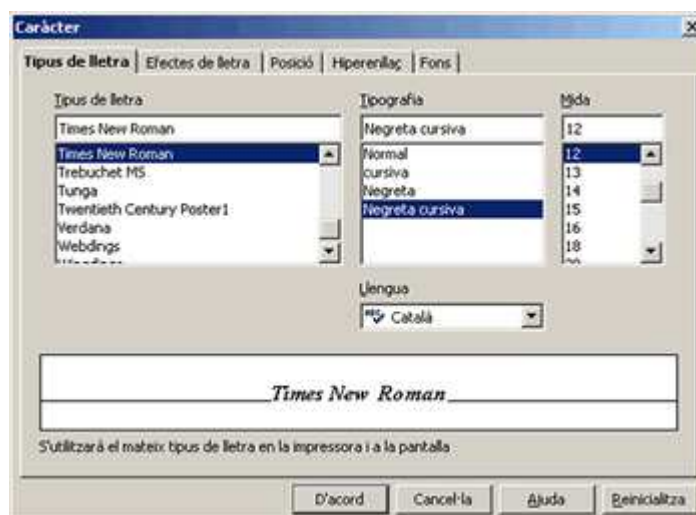 Caràcter
Tipus de lletra Efectes de lletra Posició Hiperenllaç Fons
Tipus de lletra Tipografia Mida
Times New Roman Negreta cursiva 12
Times New Roman Normal 12
Trebuchet MS cursiva 13
Tunga Negreta 14
Twentieth Century Poster1 Negreta cursiva 15
Verdana 16
Webdings 18
Llengua
Català
Times New Roman
S'utilitzarà el mateix tipus de lletra en la impressora i a la pantalla
D'acord Cancel·la Ajuda Reinicialitza